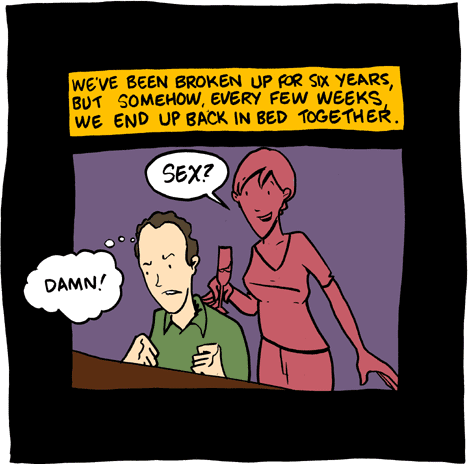 WE'VE BEEN BROKEN UP FOR SIX YEARS,
BUT SOMEHOW, EVERY FEW WEEKS,
WE END UP BACK IN BED TOGETHER.
SEX?
DAMN!